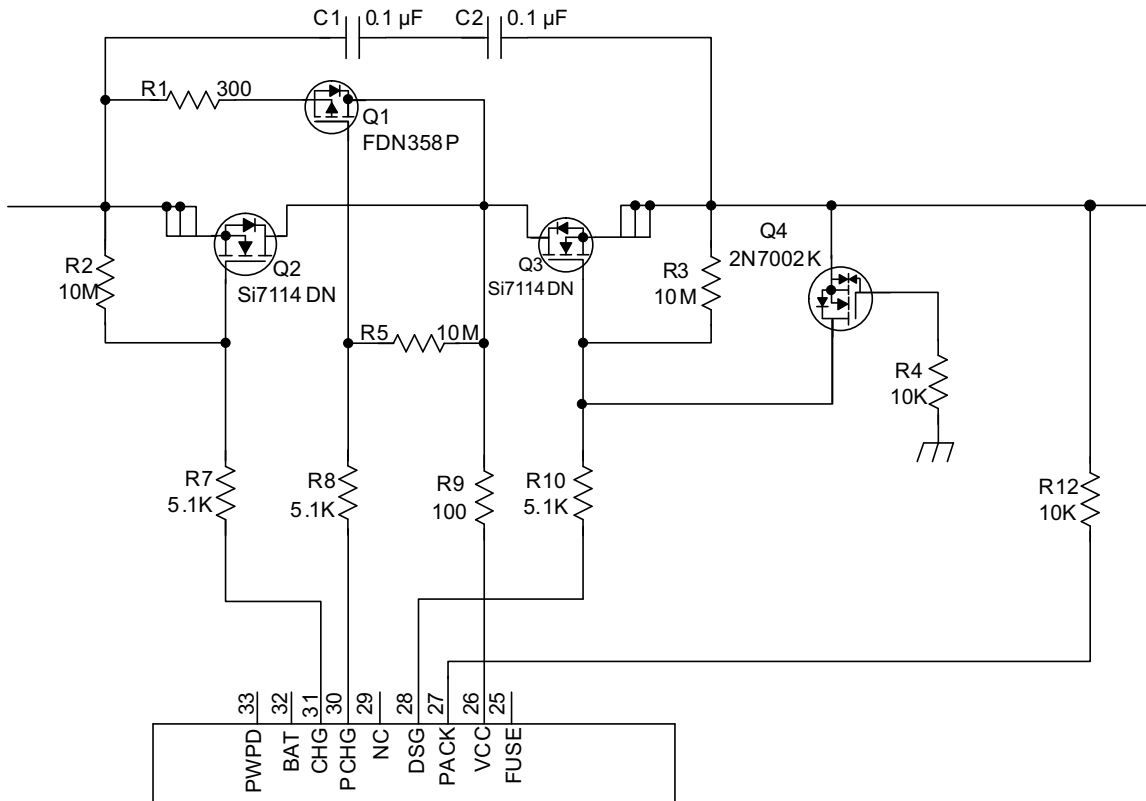 C1
0.1 µF
C2
0.1 µF
R1
300
Q1
FDN358P
Q2
Si7114DN
Q3
Si7114DN
Q4
2N7002K
R2
10M
R3
10M
R5
10M
R4
10K
R7
5.1K
R8
5.1K
R9
100
R10
5.1K
R12
10K
33
32
31
30
29
28
27
26
25
PWPD
BAT
CHG
PCHG
NC
DSG
PACK
VCC
FUSE